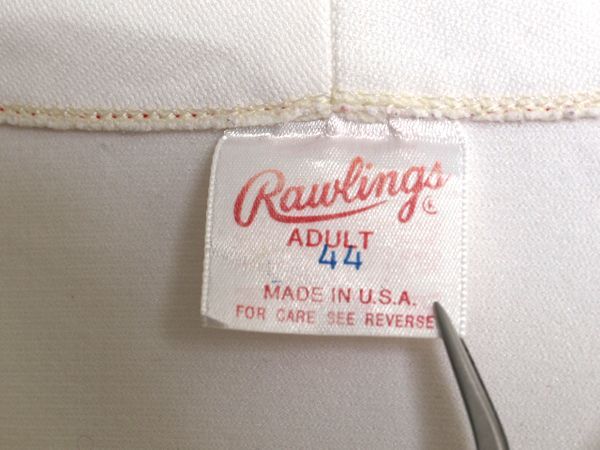 Rawlings®
ADULT
44
MADE IN U.S.A.
FOR CARE SEE REVERSE